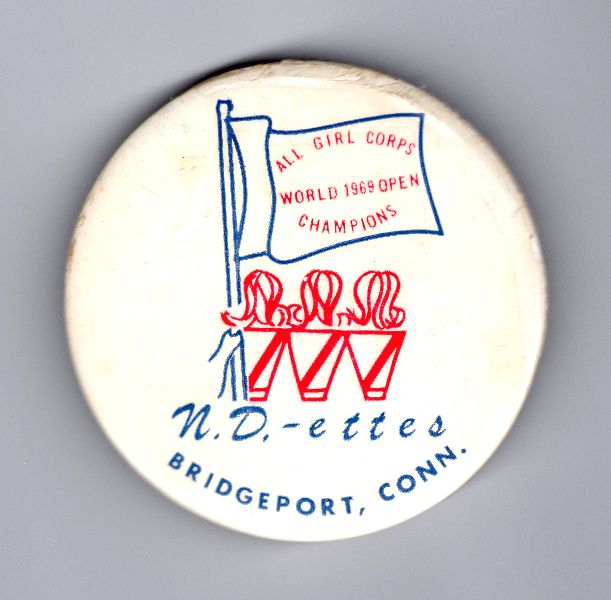 ALL GIRL CORPS
WORLD 1969 OPEN
CHAMPIONS
N.D.-ettes
BRIDGEPORT, CONN.